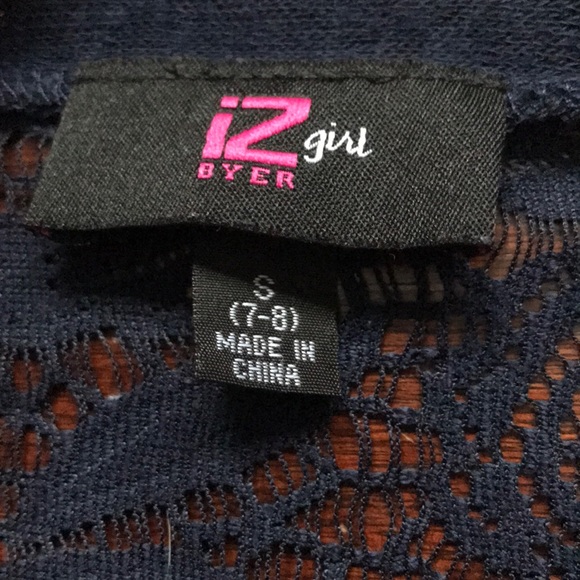 iZ girl
BYER
S
(7-8)
MADE IN
CHINA